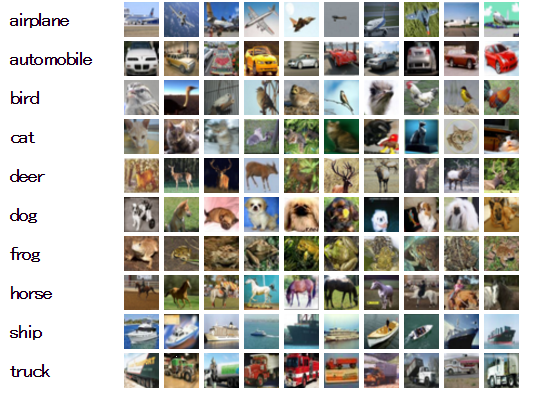 airplane
automobile
bird
cat
deer
dog
frog
horse
ship
truck